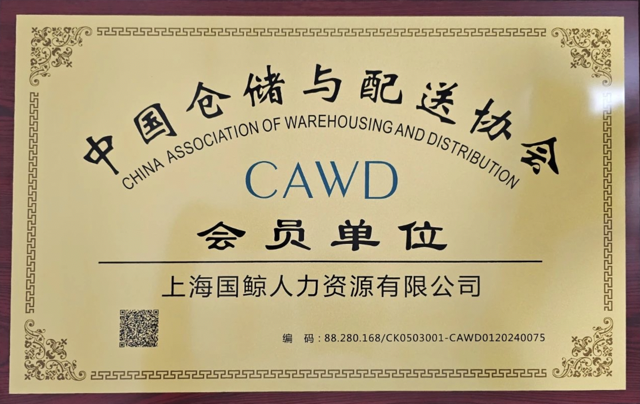 中国仓储与配送协会
CHINA ASSOCIATION OF WAREHOUSING AND DISTRIBUTION
CAWD
会员单位
上海国鲸人力资源有限公司
编 码：88.280.168/CK0503001-CAWD0120240075